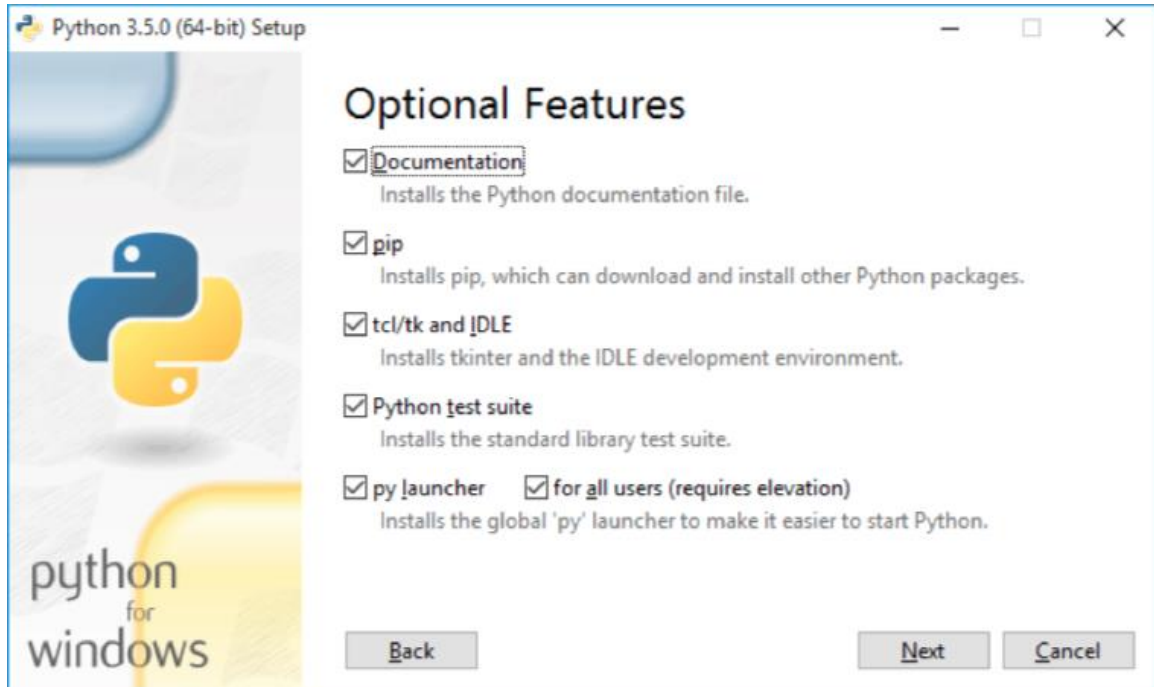 Python 3.5.0 (64-bit) Setup
Optional Features
Documentation
Installs the Python documentation file.
pip
Installs pip, which can download and install other Python packages.
tcl/tk and IDLE
Installs tkinter and the IDLE development environment.
Python test suite
Installs the standard library test suite.
py launcher for all users (requires elevation)
Installs the global 'py' launcher to make it easier to start Python.
python
for
windows
Back Next Cancel